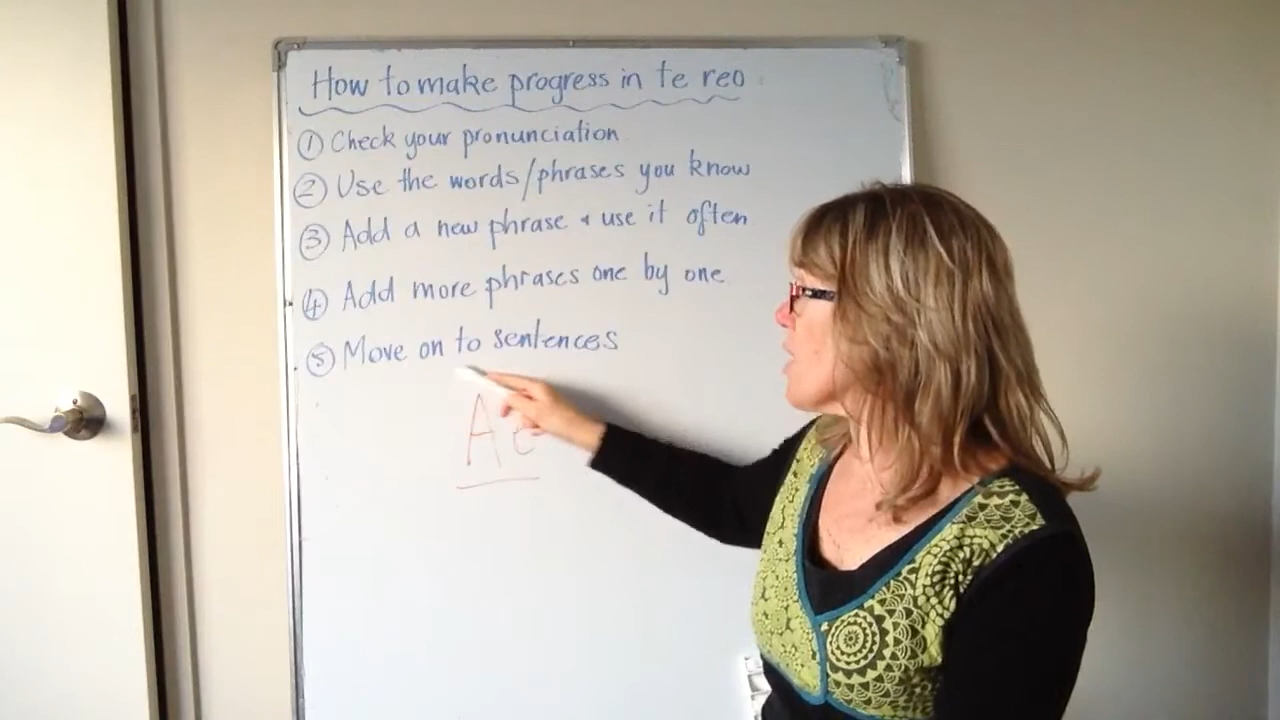 How to make progress in te reo
① Check your pronunciation
② Use the words/phrases you know
③ Add a new phrase & use it often
④ Add more phrases one by one
⑤ Move on to sentences
Ae